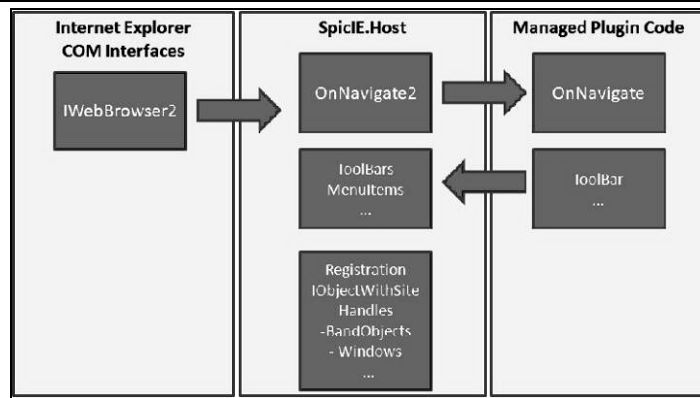 Internet Explorer
COM Interfaces
IWebBrowser2
SpicIE.Host
OnNavigate2
ToolBars
MenuItems
...
Registration
IObjectWithSite
Handles
-BandObjects
- Windows
...
Managed Plugin Code
OnNavigate
ToolBar
...